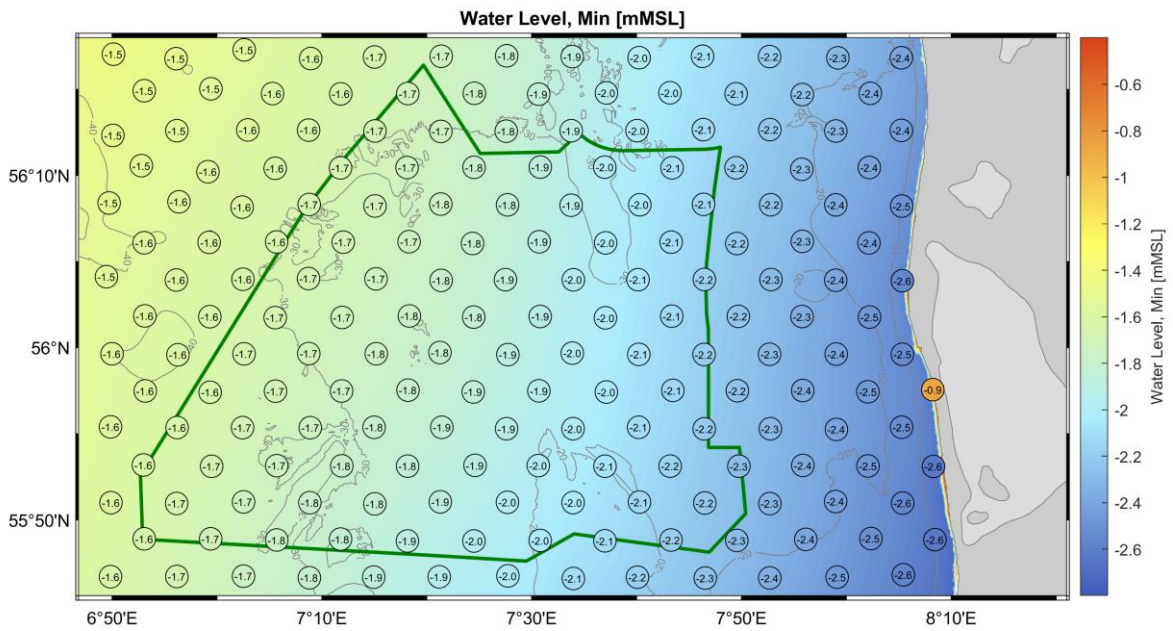 Water Level, Min [mMSL]
-1.5 -1.5 -1.5 -1.6 -1.7 -1.7 -1.8 -1.9 -2.0 -2.1 -2.2 -2.3 -2.4
-1.5 -1.5 -1.6 -1.6 -1.7 -1.8 -1.9 -2.0 -2.0 -2.1 -2.2 -2.4
-1.5 -1.5 -1.6 -1.6 -1.7 -1.7 -1.8 -1.9 -2.0 -2.1 -2.2 -2.3 -2.4
56°10'N
-1.5 -1.6 -1.6 -1.7 -1.7 -1.8 -1.9 -2.0 -2.1 -2.2 -2.3 -2.4
-1.5 -1.6 -1.6 -1.7 -1.7 -1.8 -1.8 -1.9 -2.0 -2.1 -2.2 -2.4 -2.5
-1.6 -1.6 -1.6 -1.7 -1.7 -1.8 -1.9 -2.0 -2.1 -2.2 -2.3 -2.4
-1.5 -1.6 -1.6 -1.7 -1.7 -1.8 -1.9 -2.0 -2.1 -2.2 -2.3 -2.4 -2.6
-1.6 -1.6 -1.7 -1.7 -1.8 -1.8 -1.9 -2.0 -2.1 -2.2 -2.3 -2.5
56°N
-1.6 -1.6 -1.7 -1.7 -1.8 -1.8 -1.9 -2.0 -2.1 -2.2 -2.3 -2.4 -2.5
-1.6 -1.6 -1.7 -1.7 -1.8 -1.9 -1.9 -2.0 -2.1 -2.2 -2.3 -2.4 -0.9
-1.6 -1.6 -1.7 -1.7 -1.8 -1.9 -1.9 -2.0 -2.1 -2.2 -2.3 -2.4 -2.5
-1.6 -1.7 -1.7 -1.8 -1.8 -1.9 -2.0 -2.1 -2.2 -2.3 -2.4 -2.5 -2.6
-1.6 -1.7 -1.7 -1.8 -1.8 -1.9 -2.0 -2.0 -2.1 -2.2 -2.3 -2.4 -2.6
55°50'N
-1.6 -1.7 -1.8 -1.8 -1.9 -2.0 -2.0 -2.1 -2.2 -2.3 -2.4 -2.5 -2.6
-1.6 -1.7 -1.7 -1.8 -1.9 -1.9 -2.0 -2.1 -2.2 -2.3 -2.4 -2.5 -2.6
6°50'E 7°10'E 7°30'E 7°50'E 8°10'E
-0.6
-0.8
-1
-1.2
-1.4
-1.6
-1.8
-2
-2.2
-2.4
-2.6
Water Level, Min [mMSL]